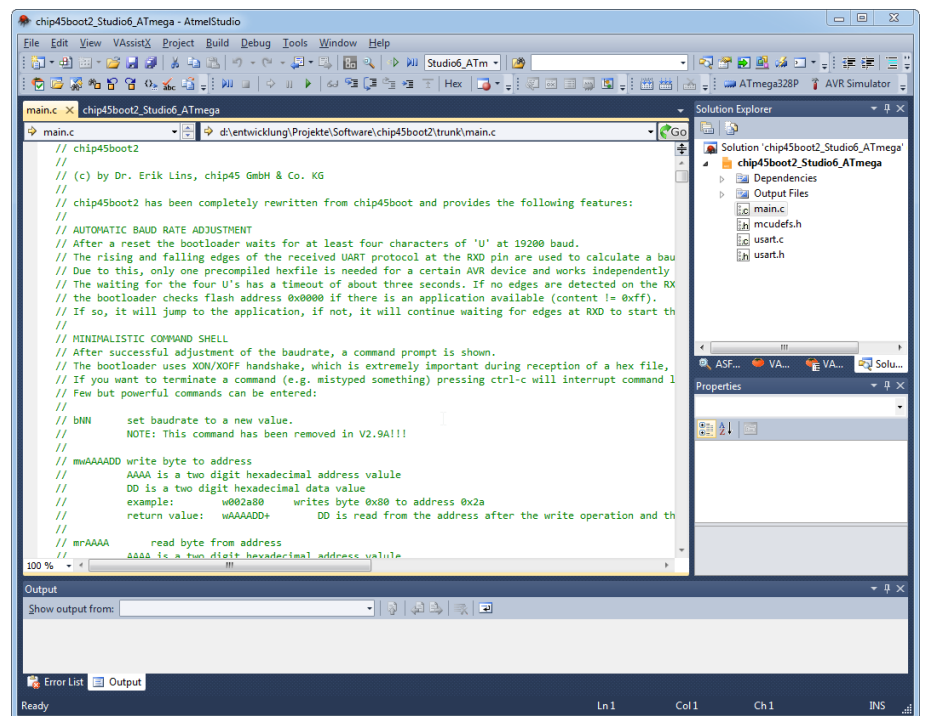 chip45boot2_Studio6_ATmega - AtmelStudio
File Edit View VAssistX Project Build Debug Tools Window Help
Studio6_ATm
Hex ATmega328P AVR Simulator
main.c chip45boot2_Studio6_ATmega
main.c d:\entwicklung\Projekte\Software\chip45boot2\trunk\main.c Go
// chip45boot2
//
// (c) by Dr. Erik Lins, chip45 GmbH & Co. KG
//
// chip45boot2 has been completely rewritten from chip45boot and provides the following features:
//
// AUTOMATIC BAUD RATE ADJUSTMENT
// After a reset the bootloader waits for at least four characters of 'U' at 19200 baud.
// The rising and falling edges of the received UART protocol at the RXD pin are used to calculate a bau
// Due to this, only one precompiled hexfile is needed for a certain AVR device and works independently
// The waiting for the four U's has a timeout of about three seconds. If no edges are detected on the RX
// the bootloader checks flash address 0x0000 if there is an application available (content != 0xff).
// If so, it will jump to the application, if not, it will continue waiting for edges at RXD to start th
//
// MINIMALISTIC COMMAND SHELL
// After successful adjustment of the baudrate, a command prompt is shown.
// The bootloader uses XON/XOFF handshake, which is extremely important during reception of a hex file,
// If you want to terminate a command (e.g. mistyped something) pressing ctrl-c will interrupt command l
// Few but powerful commands can be entered:
//
// bNN set baudrate to a new value.
// NOTE: This command has been removed in V2.9A!!!
//
// mwAAAADD write byte to address
// AAAA is a two digit hexadecimal address valule
// DD is a two digit hexadecimal data value
// example: w002a80 writes byte 0x80 to address 0x2a
// return value: wAAAADD+ DD is read from the address after the write operation and th
//
// mrAAAA read byte from address
// AAAA is a two digit hexadecimal address valule
100 %
Solution Explorer
Solution 'chip45boot2_Studio6_ATmega'
chip45boot2_Studio6_ATmega
Dependencies
Output Files
main.c
mcudefs.h
usart.c
usart.h
ASF... VA... VA... Solu...
Properties
Output
Show output from:
Error List Output
Ready Ln 1 Col 1 Ch 1 INS